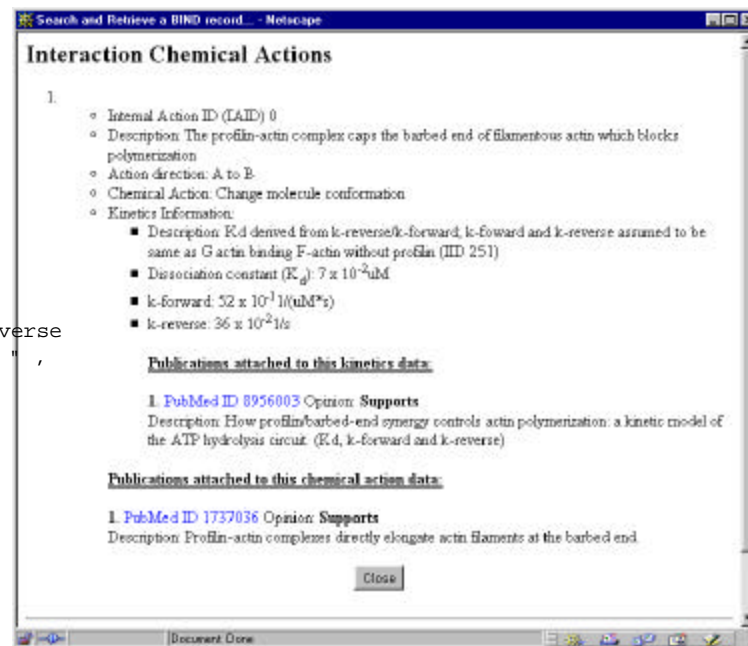 Search and Retrieve a BIND record... - Netscape
Interaction Chemical Actions
1.
Internal Action ID (IAID) 0
Description: The profilin-actin complex caps the barbed end of filamentous actin which blocks
polymerization
Action direction: A to B
Chemical Action: Change molecule conformation
Kinetics Information:
Description: Kd derived from k-reverse/k-forward; k-foward and k-reverse assumed to be
same as G actin binding F-actin without profilin (IID 251)
Dissociation constant (Kd): 7 x 10-2uM
k-forward: 52 x 10-1 1/(uM*s)
verse
k-reverse: 36 x 10-2 1/s
" ,
Publications attached to this kinetics data:
1. PubMed ID 8956003 Opinion: Supports
Description: How profilin/barbed-end synergy controls actin polymerization: a kinetic model of
the ATP hydrolysis circuit. (Kd, k-forward and k-reverse)
Publications attached to this chemical action data:
1. PubMed ID 1737036 Opinion: Supports
Description: Profilin-actin complexes directly elongate actin filaments at the barbed end.
Close
Document: Done